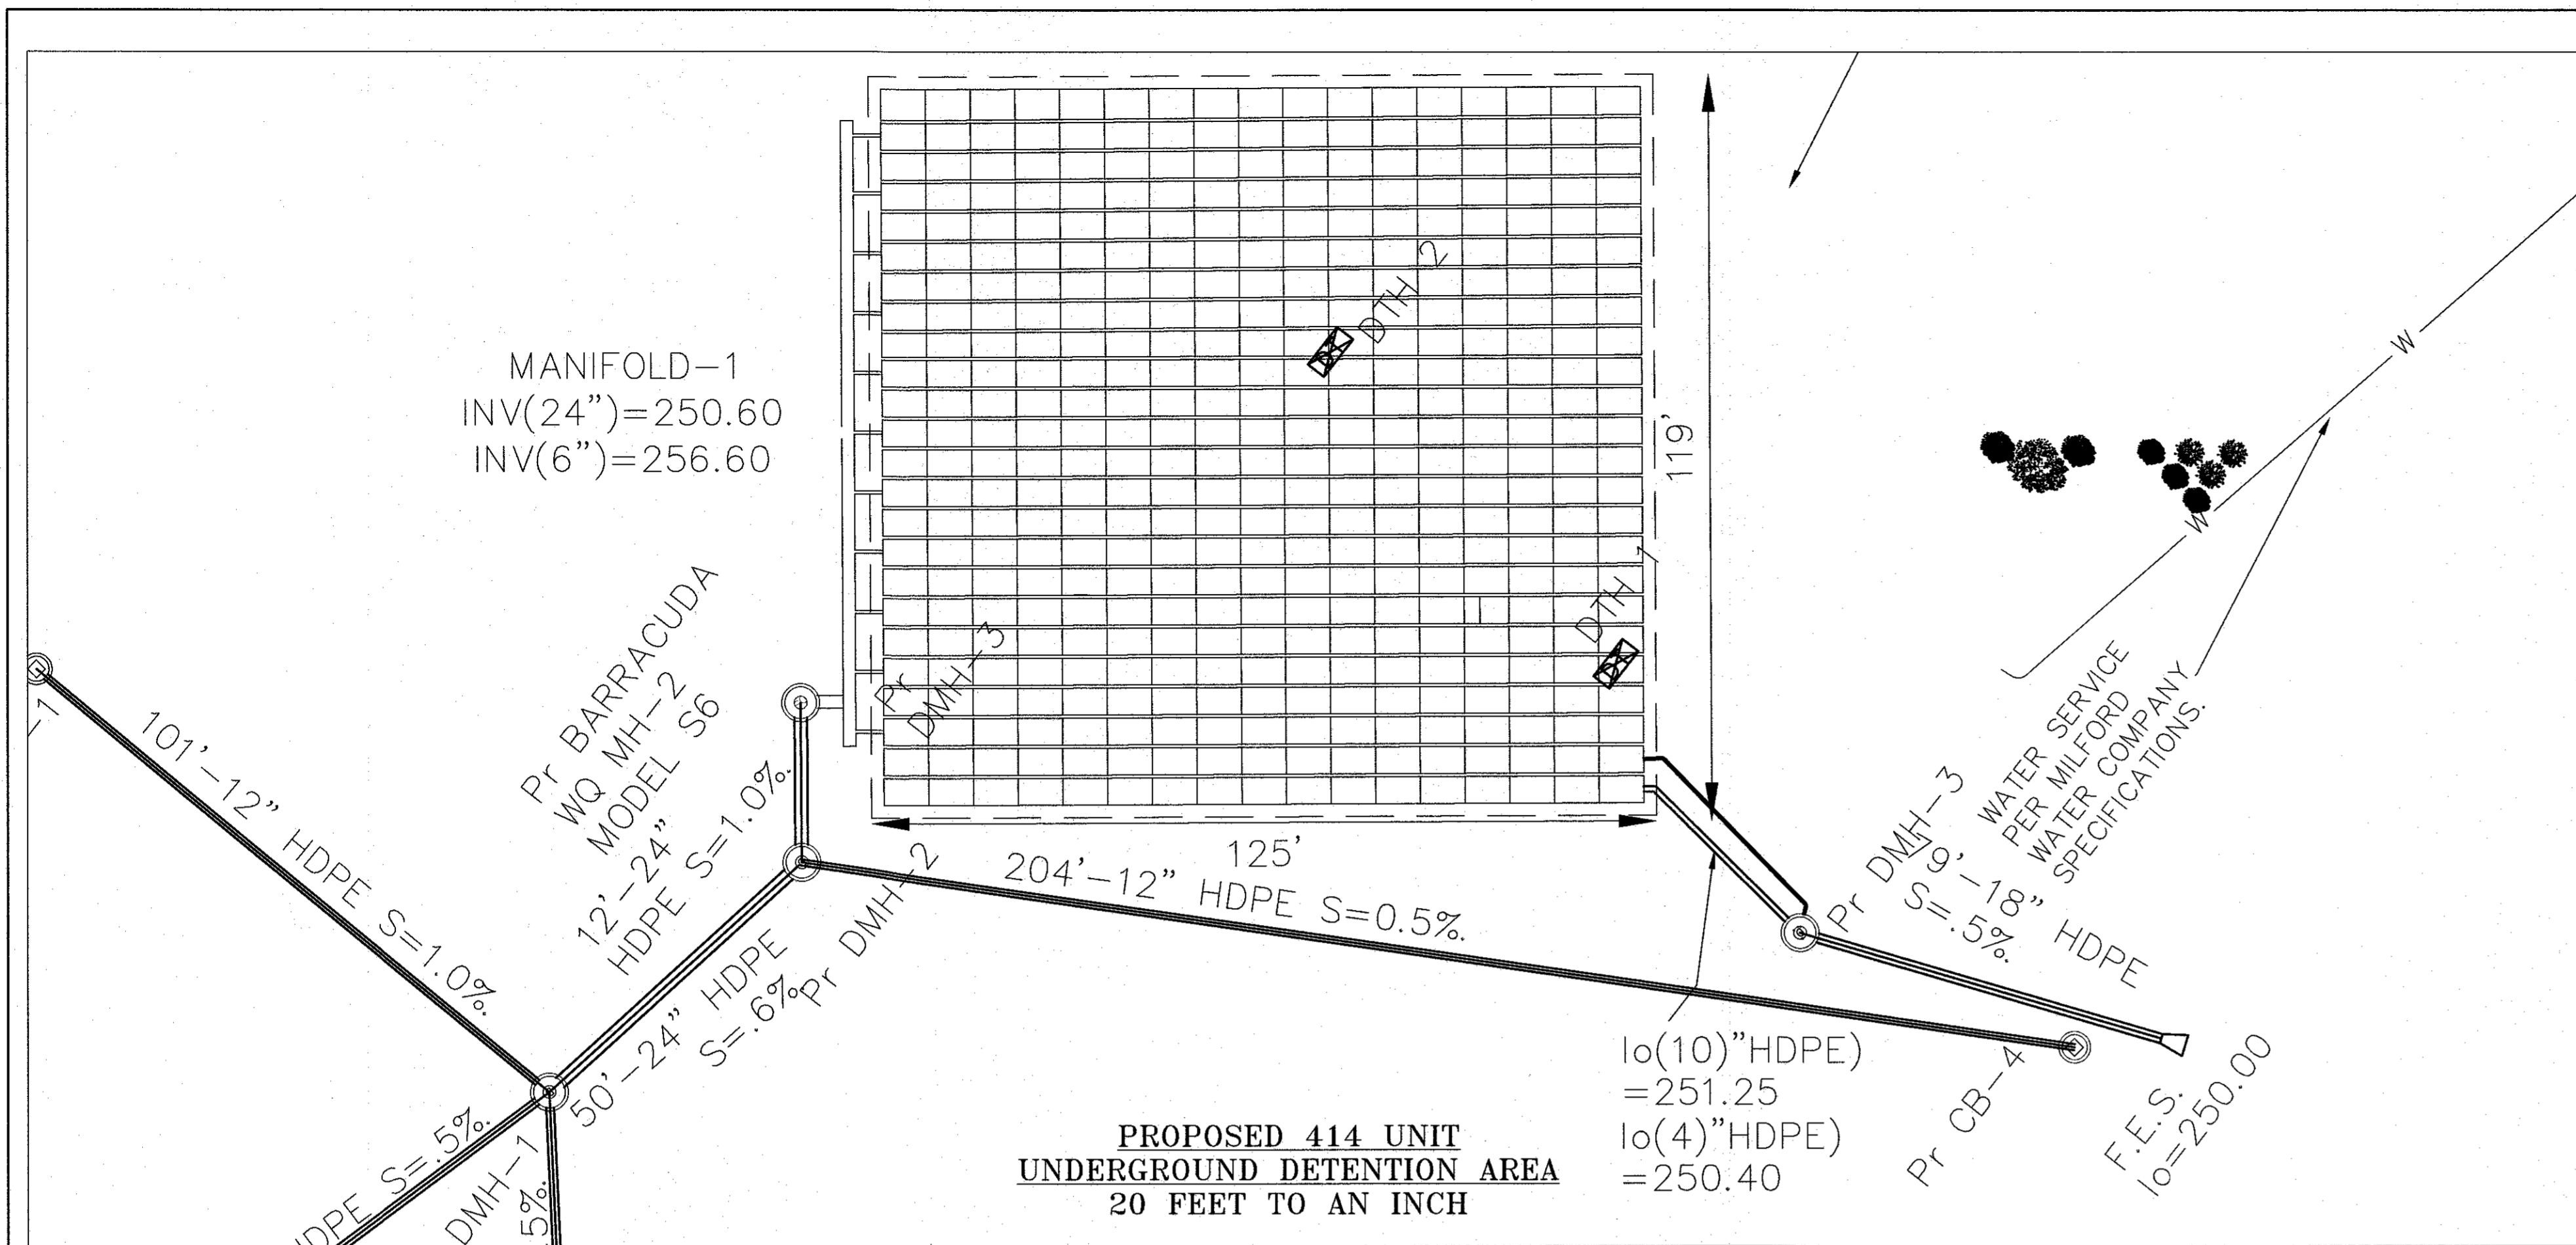 MANIFOLD-1
INV(24")=250.60
INV(6")=256.60
DTH 2
DTH 1
119'
125'
Pr
DMH-3
Pr BARRACUDA
WQ MH-2
MODEL S6
12'-24"
HDPE S=1.0%.
-1
101'-12" HDPE S=1.0%.
50'-24" HDPE
S=.6%.
Pr DMH-2
204'-12" HDPE S=0.5%.
W
W
WATER SERVICE
PER MILFORD
WATER COMPANY
SPECIFICATIONS.
Pr DMH-3
79'-18" HDPE
S=.5%.
Io(10)"HDPE)
=251.25
Io(4)"HDPE)
=250.40
Pr CB-4
F.E.S.
Io=250.00
HDPE S=.5%.
DMH-1
5%.
PROPOSED 414 UNIT
UNDERGROUND DETENTION AREA
20 FEET TO AN INCH